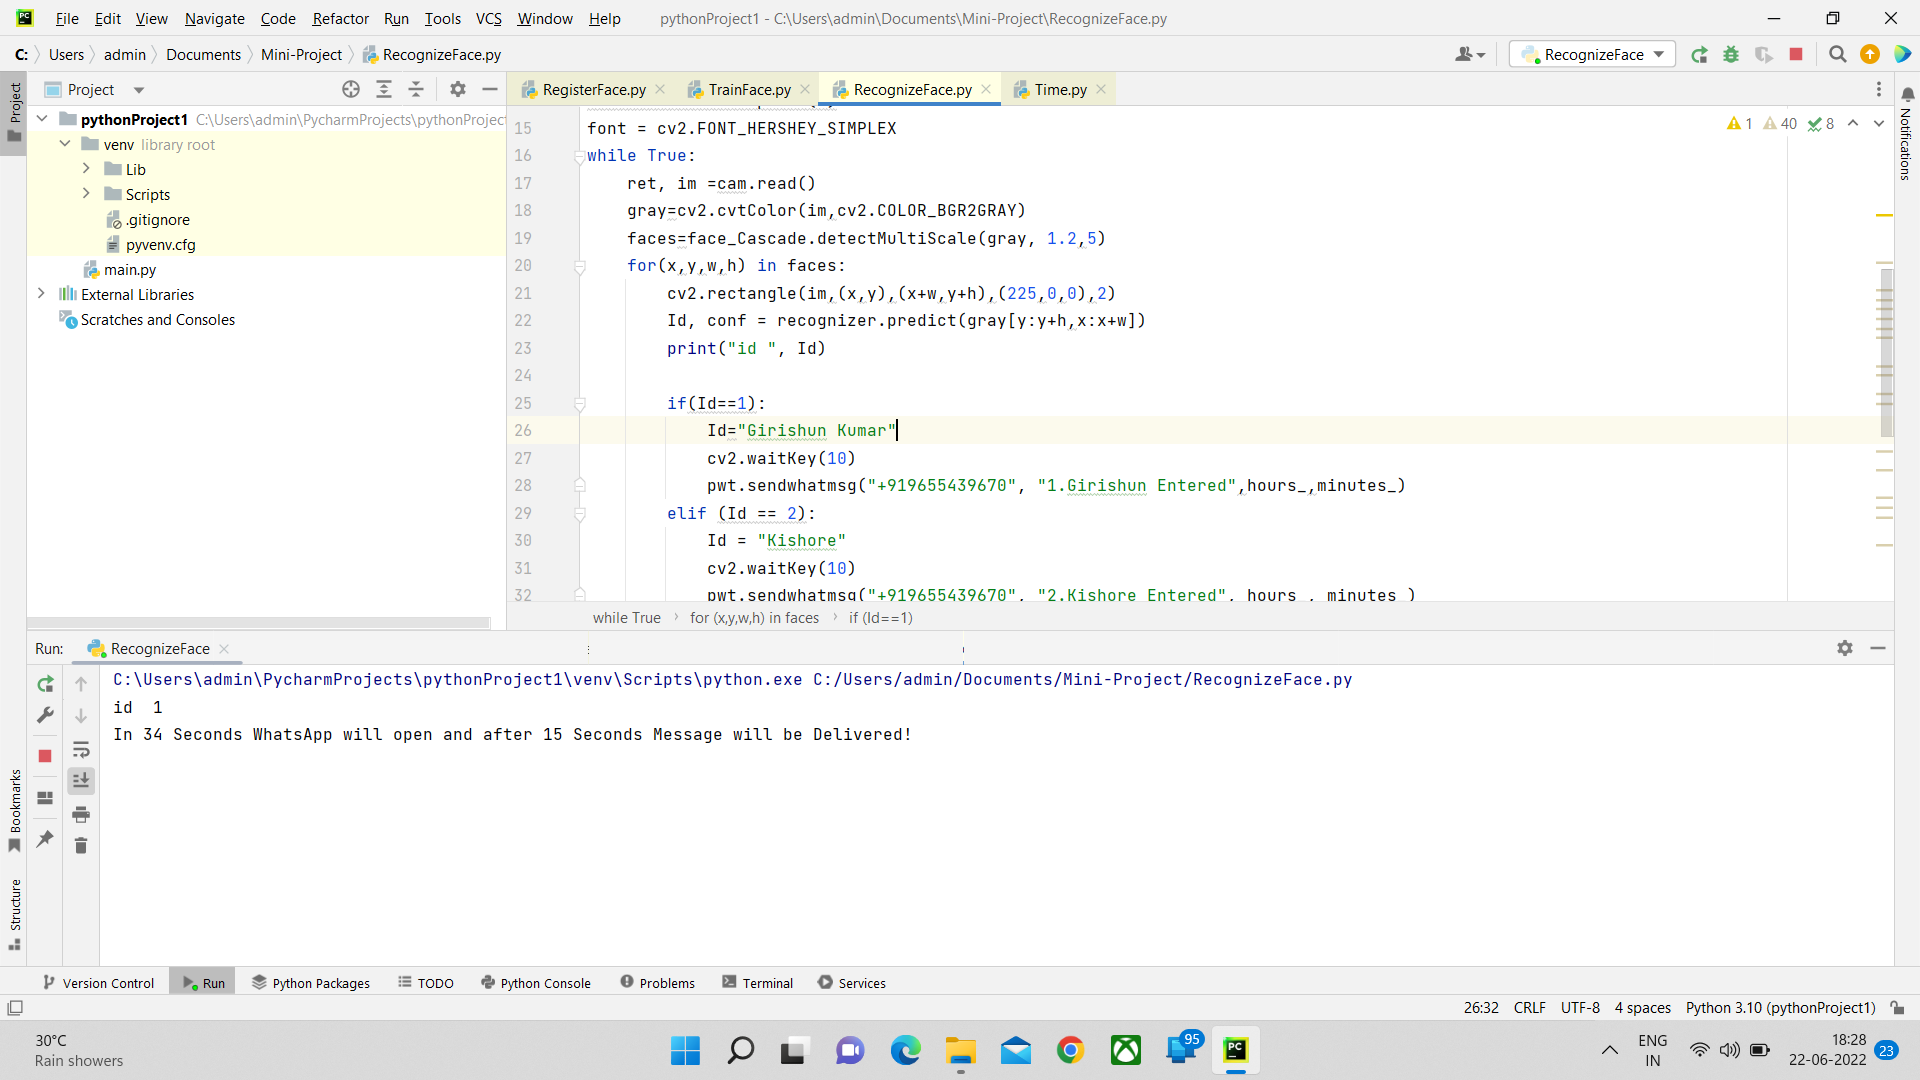 PC File Edit View Navigate Code Refactor Run Tools VCS Window Help pythonProject1 - C:\Users\admin\Documents\Mini-Project\RecognizeFace.py
C: Users admin Documents Mini-Project RecognizeFace.py RecognizeFace
Project RegisterFace.py TrainFace.py RecognizeFace.py Time.py
Project
Notifications
pythonProject1 C:\Users\admin\PycharmProjects\pythonProject
venv library root
Lib
Scripts
.gitignore
pyvenv.cfg
main.py
External Libraries
Scratches and Consoles
1 40 8
15 font = cv2.FONT_HERSHEY_SIMPLEX
16 while True:
17 ret, im =cam.read()
18 gray=cv2.cvtColor(im,cv2.COLOR_BGR2GRAY)
19 faces=face_Cascade.detectMultiScale(gray, 1.2,5)
20 for(x,y,w,h) in faces:
21 cv2.rectangle(im,(x,y),(x+w,y+h),(225,0,0),2)
22 Id, conf = recognizer.predict(gray[y:y+h,x:x+w])
23 print("id ", Id)
24
25 if(Id==1):
26 Id="Girishun Kumar"
27 cv2.waitKey(10)
28 pwt.sendwhatmsg("+919655439670", "1.Girishun Entered",hours_,minutes_)
29 elif (Id == 2):
30 Id = "Kishore"
31 cv2.waitKey(10)
32 pwt.sendwhatmsg("+919655439670", "2.Kishore Entered", hours_, minutes_)
while True for (x,y,w,h) in faces if (Id==1)
Run: RecognizeFace
C:\Users\admin\PycharmProjects\pythonProject1\venv\Scripts\python.exe C:/Users/admin/Documents/Mini-Project/RecognizeFace.py
id  1
In 34 Seconds WhatsApp will open and after 15 Seconds Message will be Delivered!
Bookmarks
Structure
Version Control Run Python Packages TODO Python Console Problems Terminal Services
26:32 CRLF UTF-8 4 spaces Python 3.10 (pythonProject1)
30°C
Rain showers
95
PC
ENG
IN
18:28
22-06-2022
23